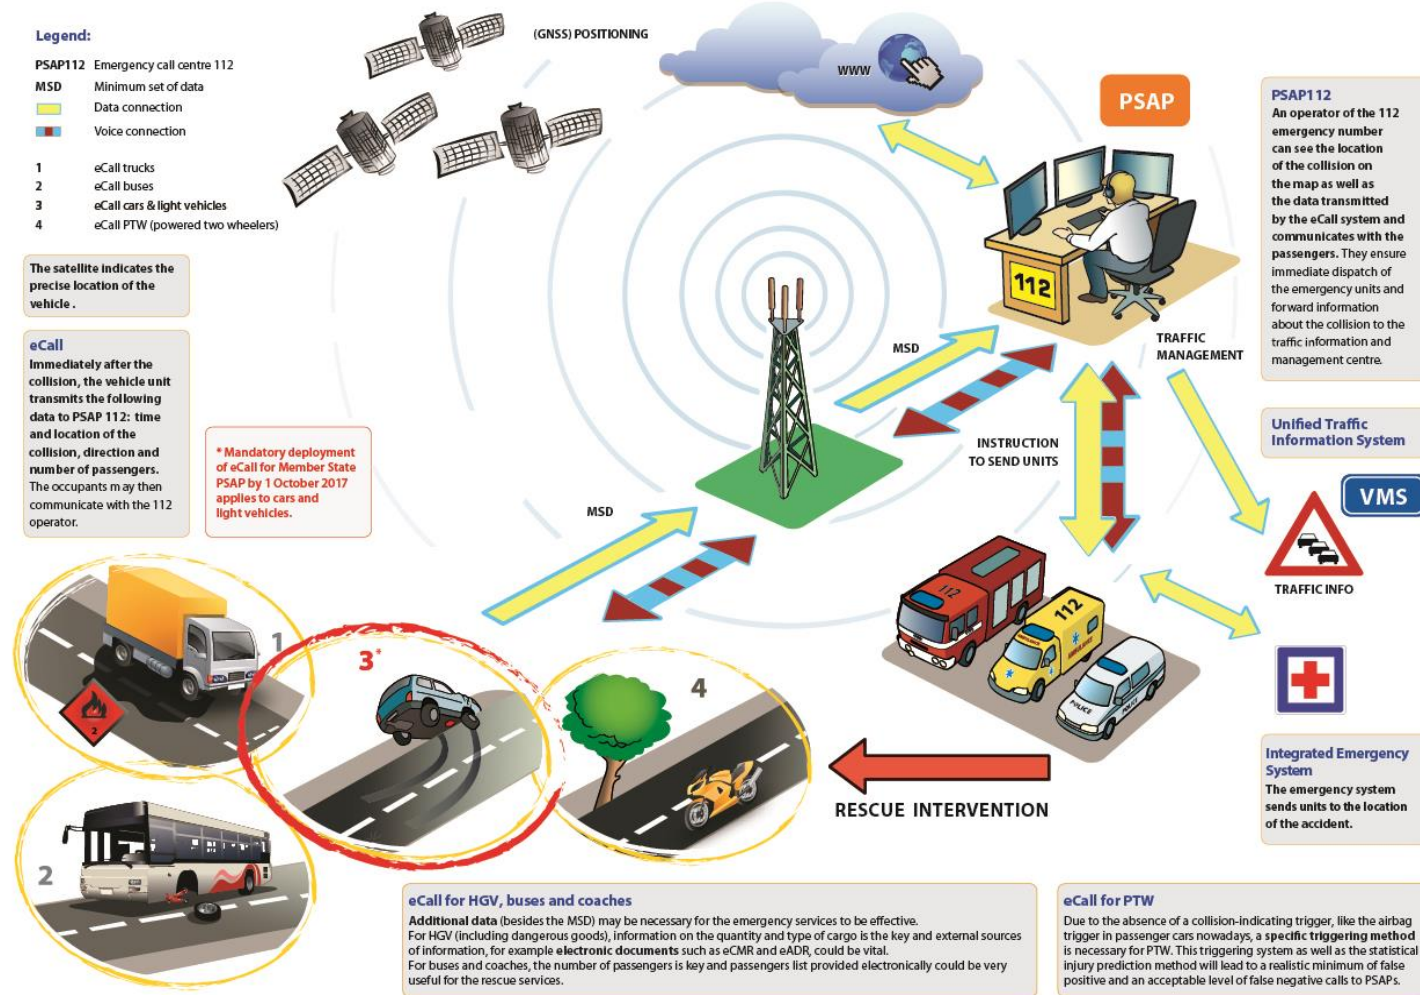 Legend:
PSAP112 Emergency call centre 112
MSD Minimum set of data
Data connection
Voice connection
1 eCall trucks
2 eCall buses
3 eCall cars & light vehicles
4 eCall PTW (powered two wheelers)
The satellite indicates the
precise location of the
vehicle .
eCall
Immediately after the
collision, the vehicle unit
transmits the following
data to PSAP 112: time
and location of the
collision, direction and
number of passengers.
The occupants may then
communicate with the 112
operator.
* Mandatory deployment
of eCall for Member State
PSAP by 1 October 2017
applies to cars and
light vehicles.
(GNSS) POSITIONING
WWW
PSAP
112
PSAP112
An operator of the 112
emergency number
can see the location
of the collision on
the map as well as
the data transmitted
by the eCall system and
communicates with the
passengers. They ensure
immediate dispatch of
the emergency units and
forward information
about the collision to the
traffic information and
management centre.
MSD
TRAFFIC
MANAGEMENT
INSTRUCTION
TO SEND UNITS
Unified Traffic
Information System
VMS
TRAFFIC INFO
MSD
1
2
3*
4
2
112
112
AMBULANCE
POLICE
POLICE
RESCUE INTERVENTION
Integrated Emergency
System
The emergency system
sends units to the location
of the accident.
eCall for HGV, buses and coaches
Additional data (besides the MSD) may be necessary for the emergency services to be effective.
For HGV (including dangerous goods), information on the quantity and type of cargo is the key and external sources
of information, for example electronic documents such as eCMR and eADR, could be vital.
For buses and coaches, the number of passengers is key and passengers list provided electronically could be very
useful for the rescue services.
eCall for PTW
Due to the absence of a collision-indicating trigger, like the airbag
trigger in passenger cars nowadays, a specific triggering method
is necessary for PTW. This triggering system as well as the statistical
injury prediction method will lead to a realistic minimum of false
positive and an acceptable level of false negative calls to PSAPs.